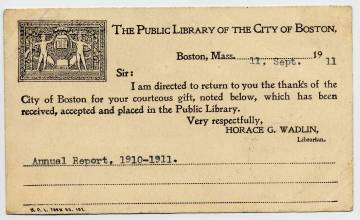 THE PUBLIC LIBRARY OF THE CITY OF BOSTON,
Boston, Mass. 11. Sept. 1911
Sir:
I am directed to return to you the thanks of the
City of Boston for your courteous gift, noted below, which has been
received, accepted and placed in the Public Library.
Very respectfully,
HORACE G. WADLIN,
Librarian.
Annual Report, 1910-1911.